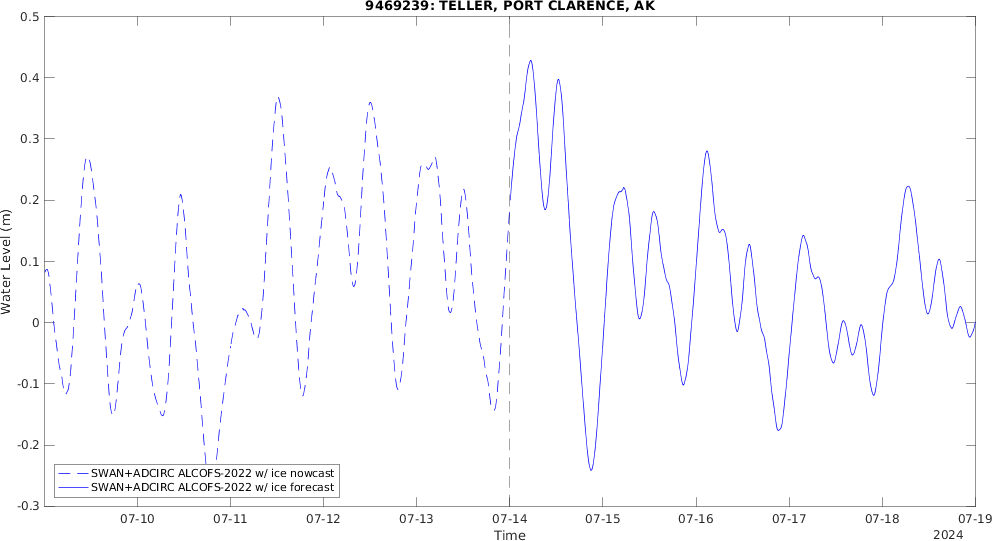 9469239: TELLER, PORT CLARENCE, AK
0.5
0.4
0.3
0.2
0.1
0
-0.1
-0.2
-0.3
Water Level (m)
SWAN+ADCIRC ALCOFS-2022 w/ ice nowcast
SWAN+ADCIRC ALCOFS-2022 w/ ice forecast
07-10 07-11 07-12 07-13 07-14 07-15 07-16 07-17 07-18 07-19
Time
2024